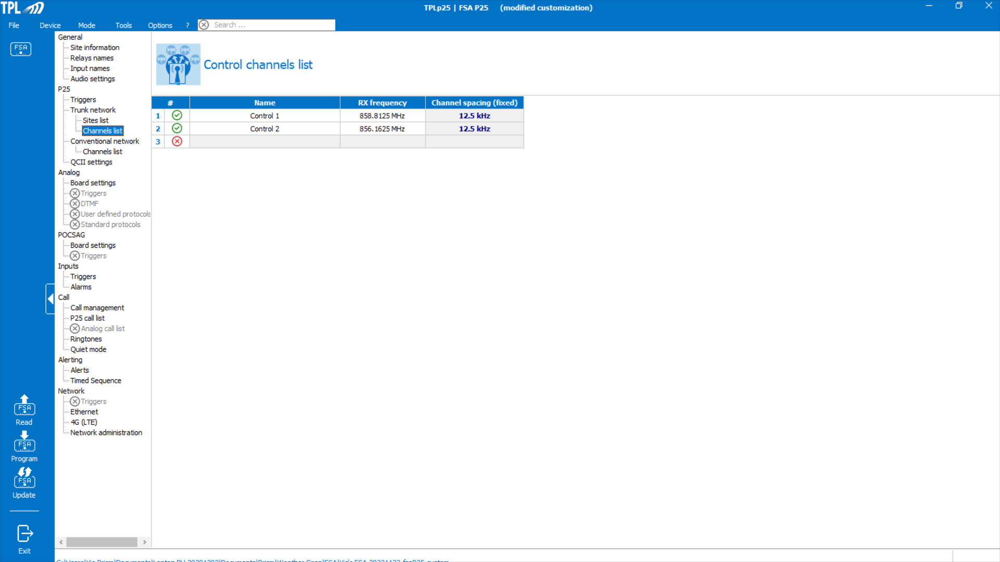 TPL
TPLp25 | FSA P25 (modified customization)
File Device Mode Tools Options ? Search ...
FSA
General
Site information
Relays names
Input names
Audio settings
P25
Triggers
Trunk network
Sites list
Channels list
Conventional network
Channels list
QCII settings
Analog
Board settings
Triggers
DTMF
User defined protocols
Standard protocols
POCSAG
Board settings
Triggers
Inputs
Triggers
Alarms
Call
Call management
P25 call list
Analog call list
Ringtones
Quiet mode
Alerting
Alerts
Timed Sequence
Network
Triggers
Ethernet
4G (LTE)
Network administration
FSA
Read
FSA
Program
FSA
Update
Exit
Control channels list
# Name RX frequency Channel spacing (fixed)
1 Control 1 858.8125 MHz 12.5 kHz
2 Control 2 856.1625 MHz 12.5 kHz
3